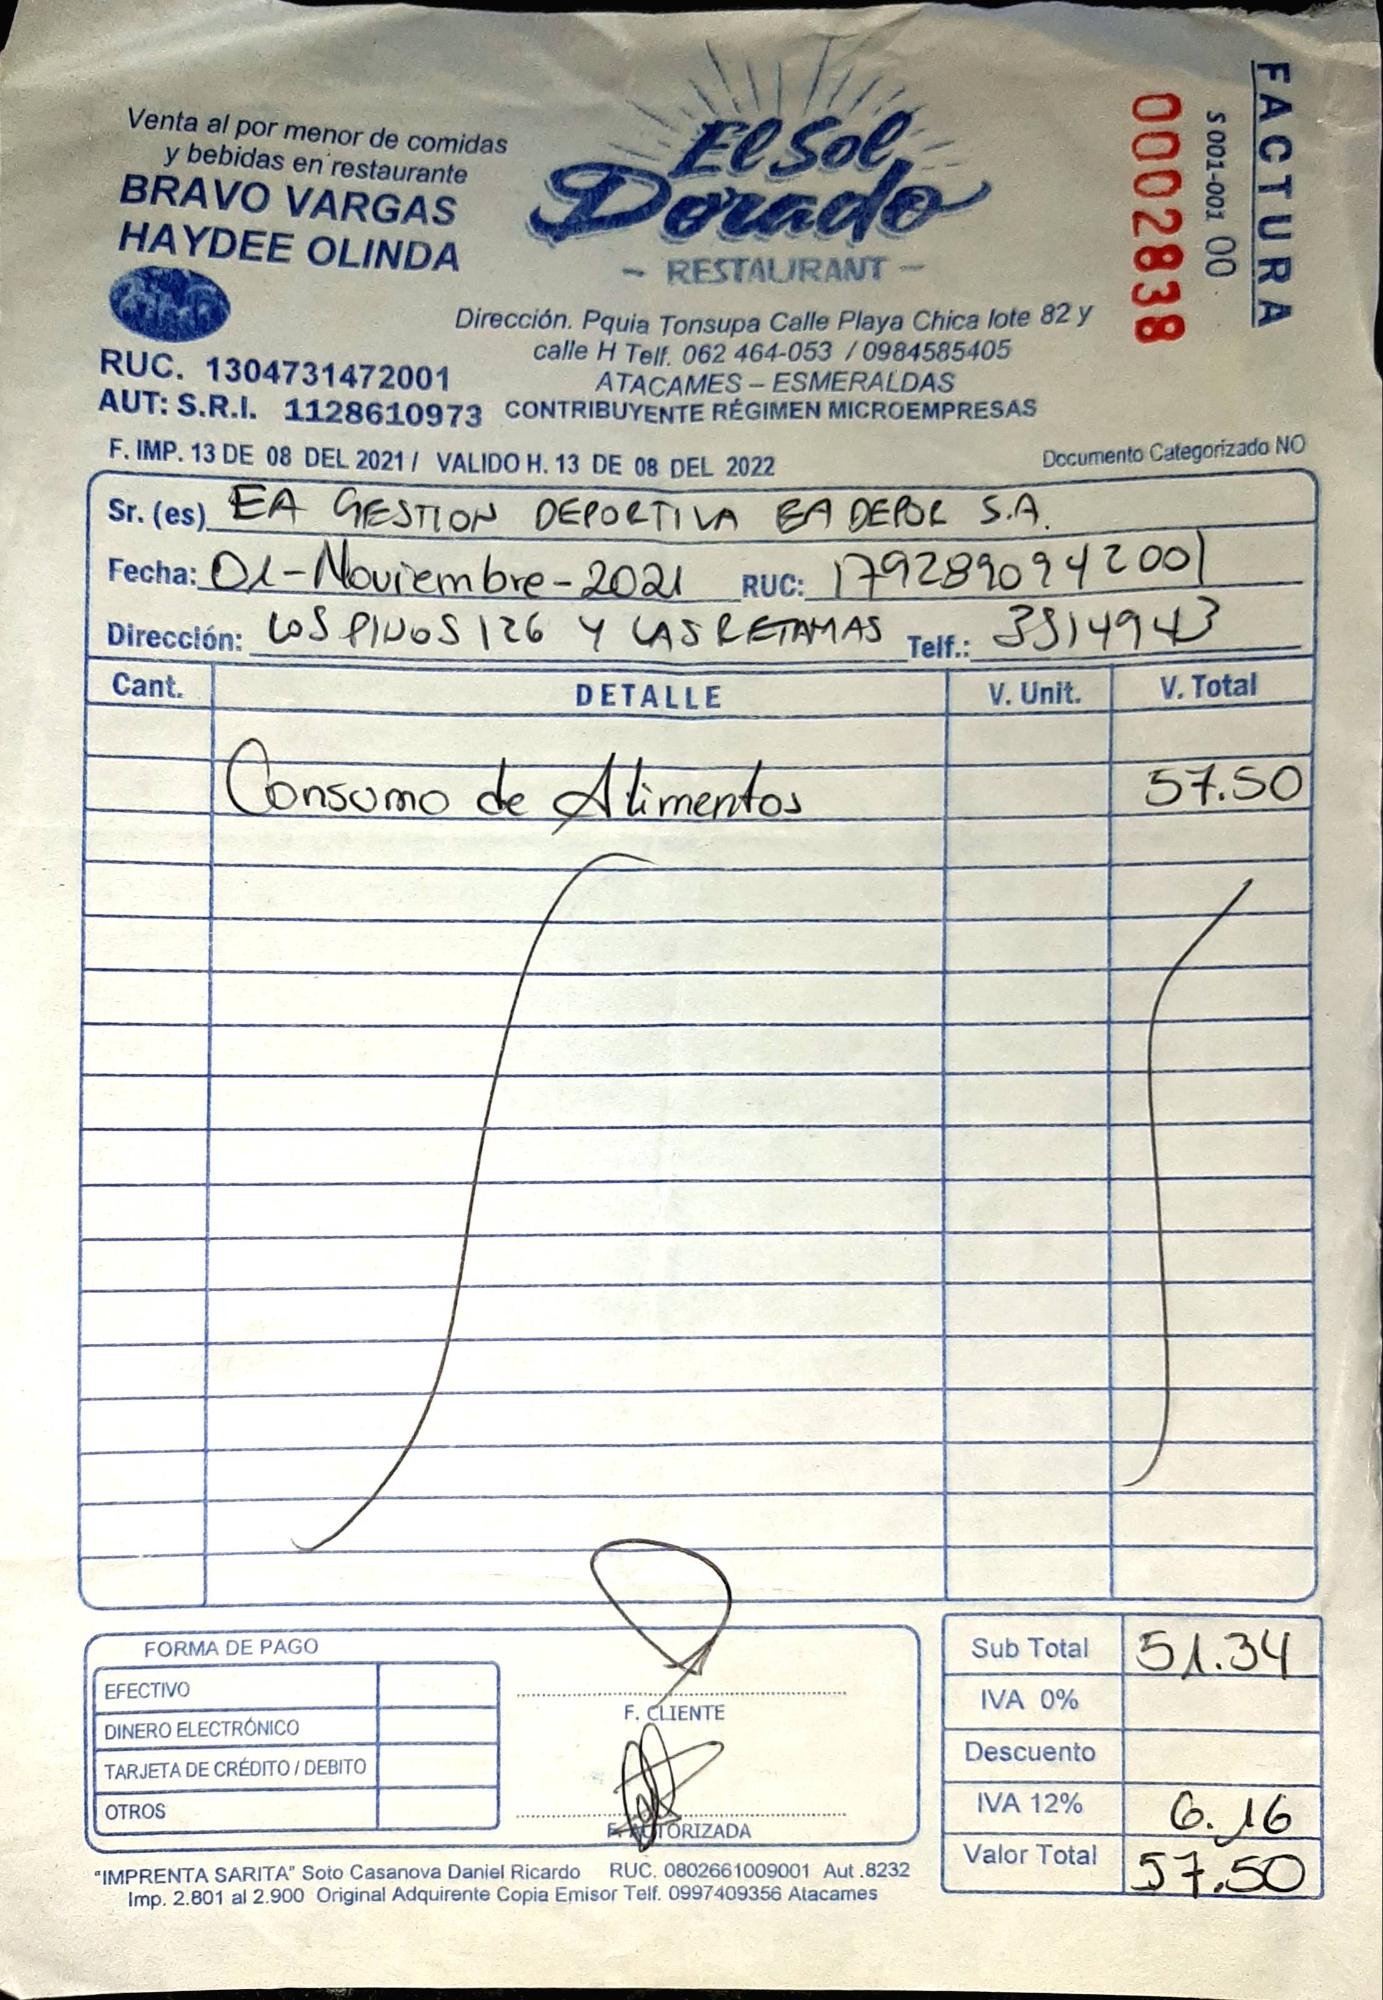 Venta al por menor de comidas
y bebidas en restaurante
BRAVO VARGAS
HAYDEE OLINDA
El Sol
Dorado
- RESTAURANT -
FACTURA
S 001-001 00
0002838
Dirección. Pquia Tonsupa Calle Playa Chica lote 82 y
calle H Telf. 062 464-053 / 0984585405
ATACAMES – ESMERALDAS
RUC. 1304731472001
AUT: S.R.I. 1128610973 CONTRIBUYENTE RÉGIMEN MICROEMPRESAS
F. IMP. 13 DE 08 DEL 2021 / VALIDO H. 13 DE 08 DEL 2022
Documento Categorizado NO
Sr. (es) EA GESTION DEPORTIVA EADEPOR S.A.
Fecha: 01-Noviembre-2021 RUC: 1792890942001
Dirección: LOS PINOS 126 Y LAS RETAMAS Telf.: 3514943
Cant. DETALLE V. Unit. V. Total
Consumo de Alimentos 57.50
FORMA DE PAGO
EFECTIVO
DINERO ELECTRÓNICO
TARJETA DE CRÉDITO / DEBITO
OTROS
F. CLIENTE
F. AUTORIZADA
Sub Total 51.34
IVA 0%
Descuento
IVA 12% 6.16
Valor Total 57.50
"IMPRENTA SARITA" Soto Casanova Daniel Ricardo RUC. 0802661009001 Aut .8232
Imp. 2.801 al 2.900 Original Adquirente Copia Emisor Telf. 0997409356 Atacames